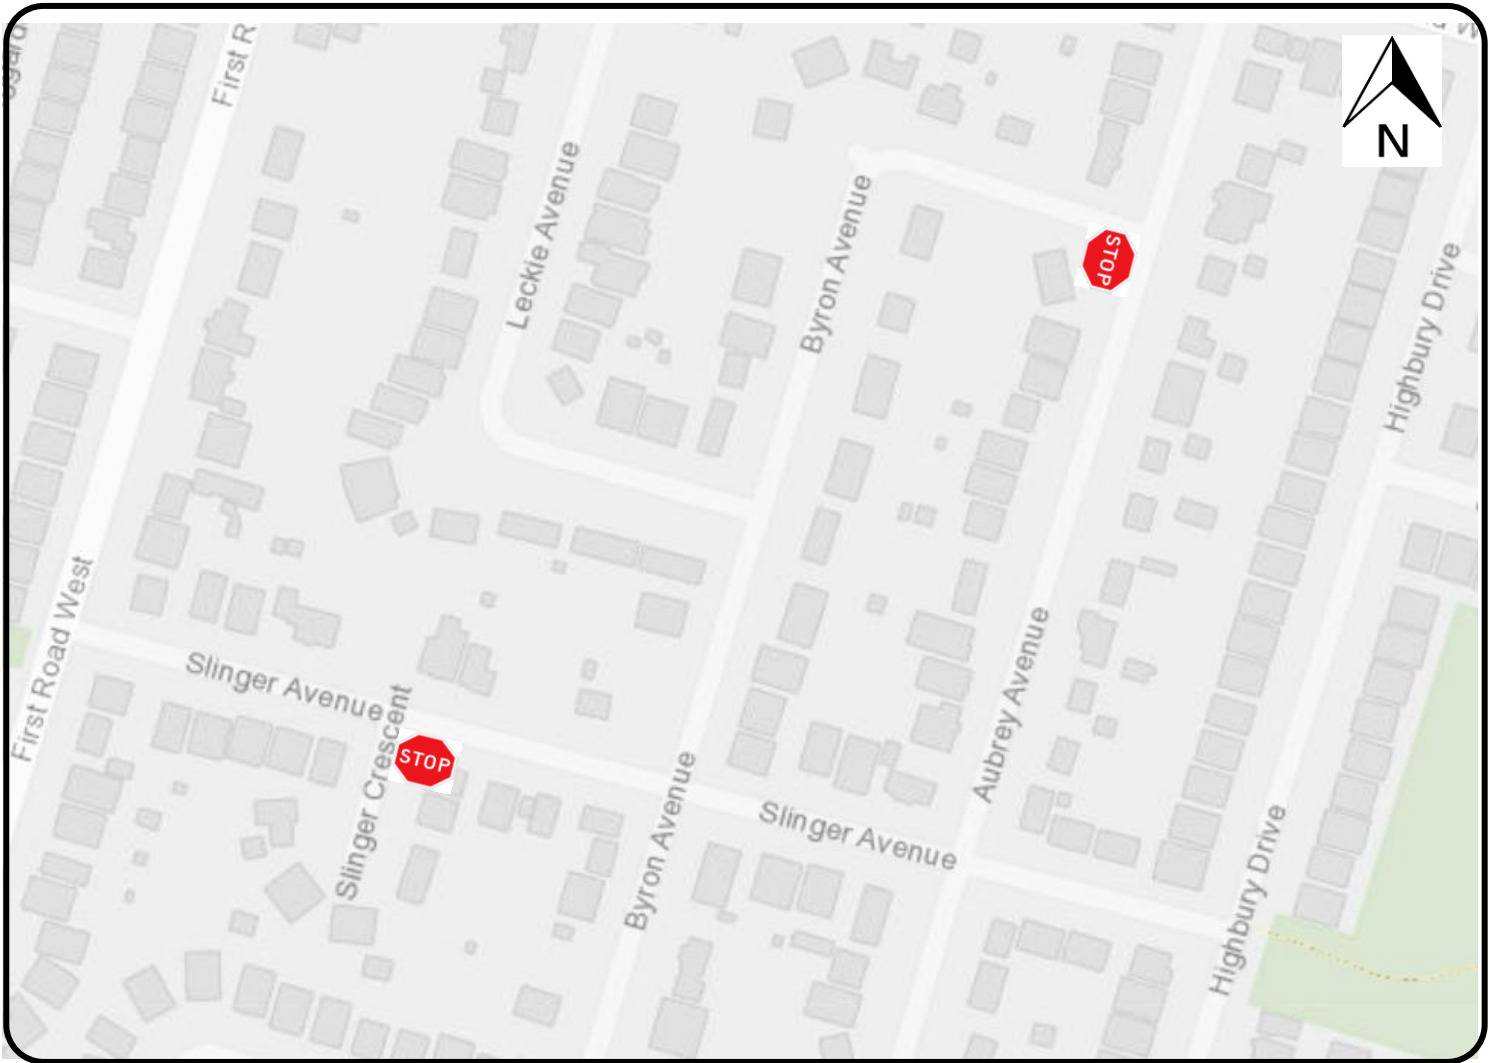 First R
N
Leckie Avenue
Byron Avenue
STOP
Highbury Drive
First Road West
Slinger Avenue
Slinger Crescent
STOP
Aubrey Avenue
Byron Avenue
Slinger Avenue
Highbury Drive